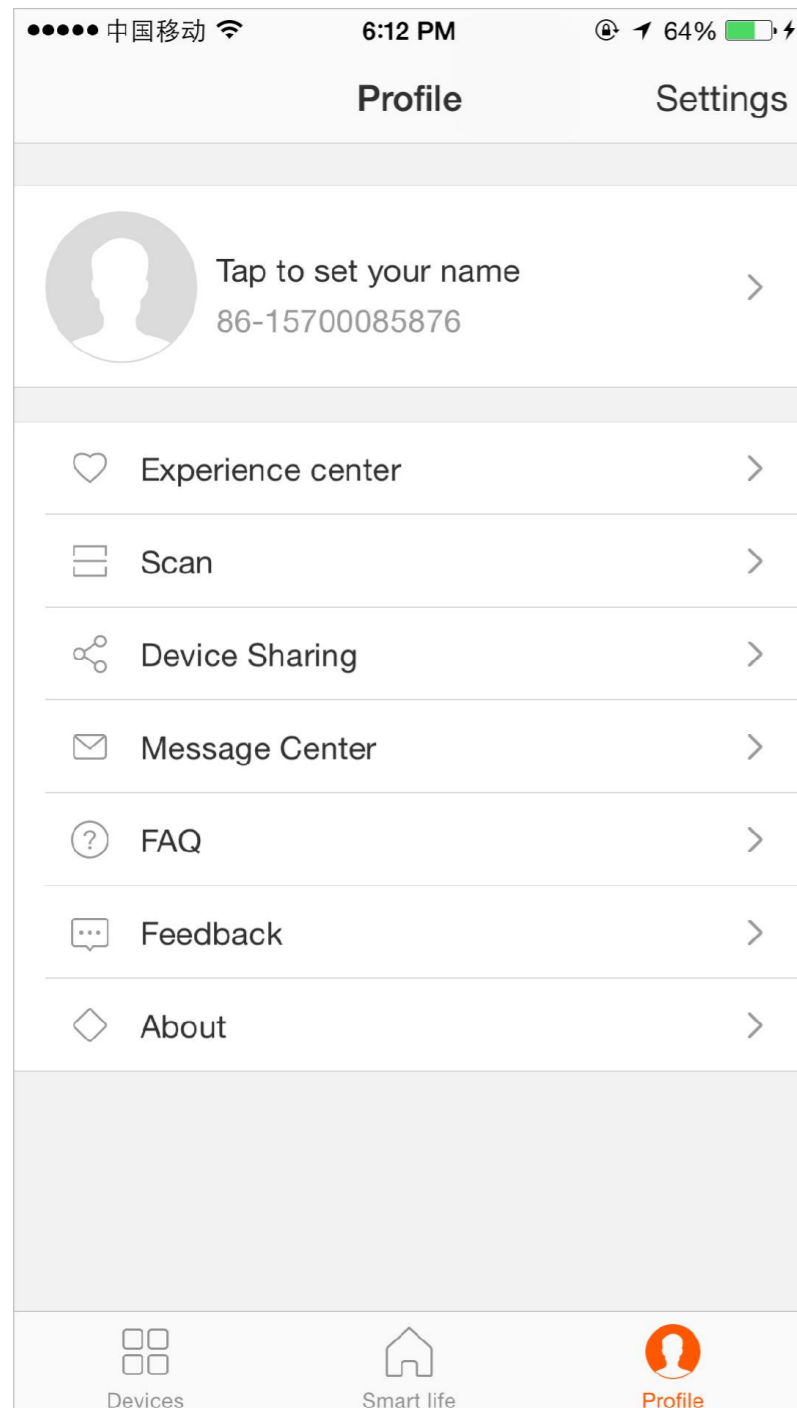 中国移动 6:12 PM 64%
Profile Settings
Tap to set your name
86-15700085876
Experience center
Scan
Device Sharing
Message Center
? FAQ
Feedback
About
Devices Smart life Profile